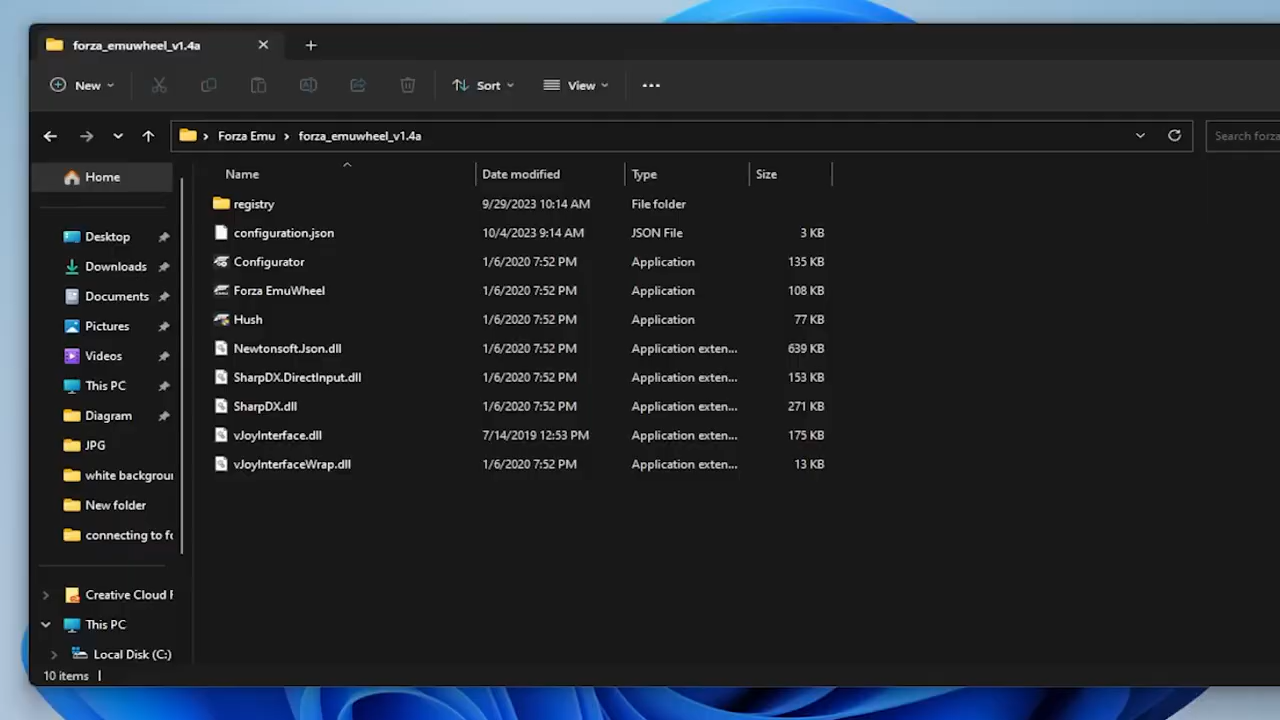 forza_emuwheel_v1.4a
New
Sort
View
Forza Emu > forza_emuwheel_v1.4a
Search forza
Home
Desktop
Downloads
Documents
Pictures
Videos
This PC
Diagram
JPG
white backgroun
New folder
connecting to fo
Creative Cloud F
This PC
Local Disk (C:)
Name Date modified Type Size
registry 9/29/2023 10:14 AM File folder
configuration.json 10/4/2023 9:14 AM JSON File 3 KB
Configurator 1/6/2020 7:52 PM Application 135 KB
Forza EmuWheel 1/6/2020 7:52 PM Application 108 KB
Hush 1/6/2020 7:52 PM Application 77 KB
Newtonsoft.Json.dll 1/6/2020 7:52 PM Application exten... 639 KB
SharpDX.DirectInput.dll 1/6/2020 7:52 PM Application exten... 153 KB
SharpDX.dll 1/6/2020 7:52 PM Application exten... 271 KB
vJoyInterface.dll 7/14/2019 12:53 PM Application exten... 175 KB
vJoyInterfaceWrap.dll 1/6/2020 7:52 PM Application exten... 13 KB
10 items